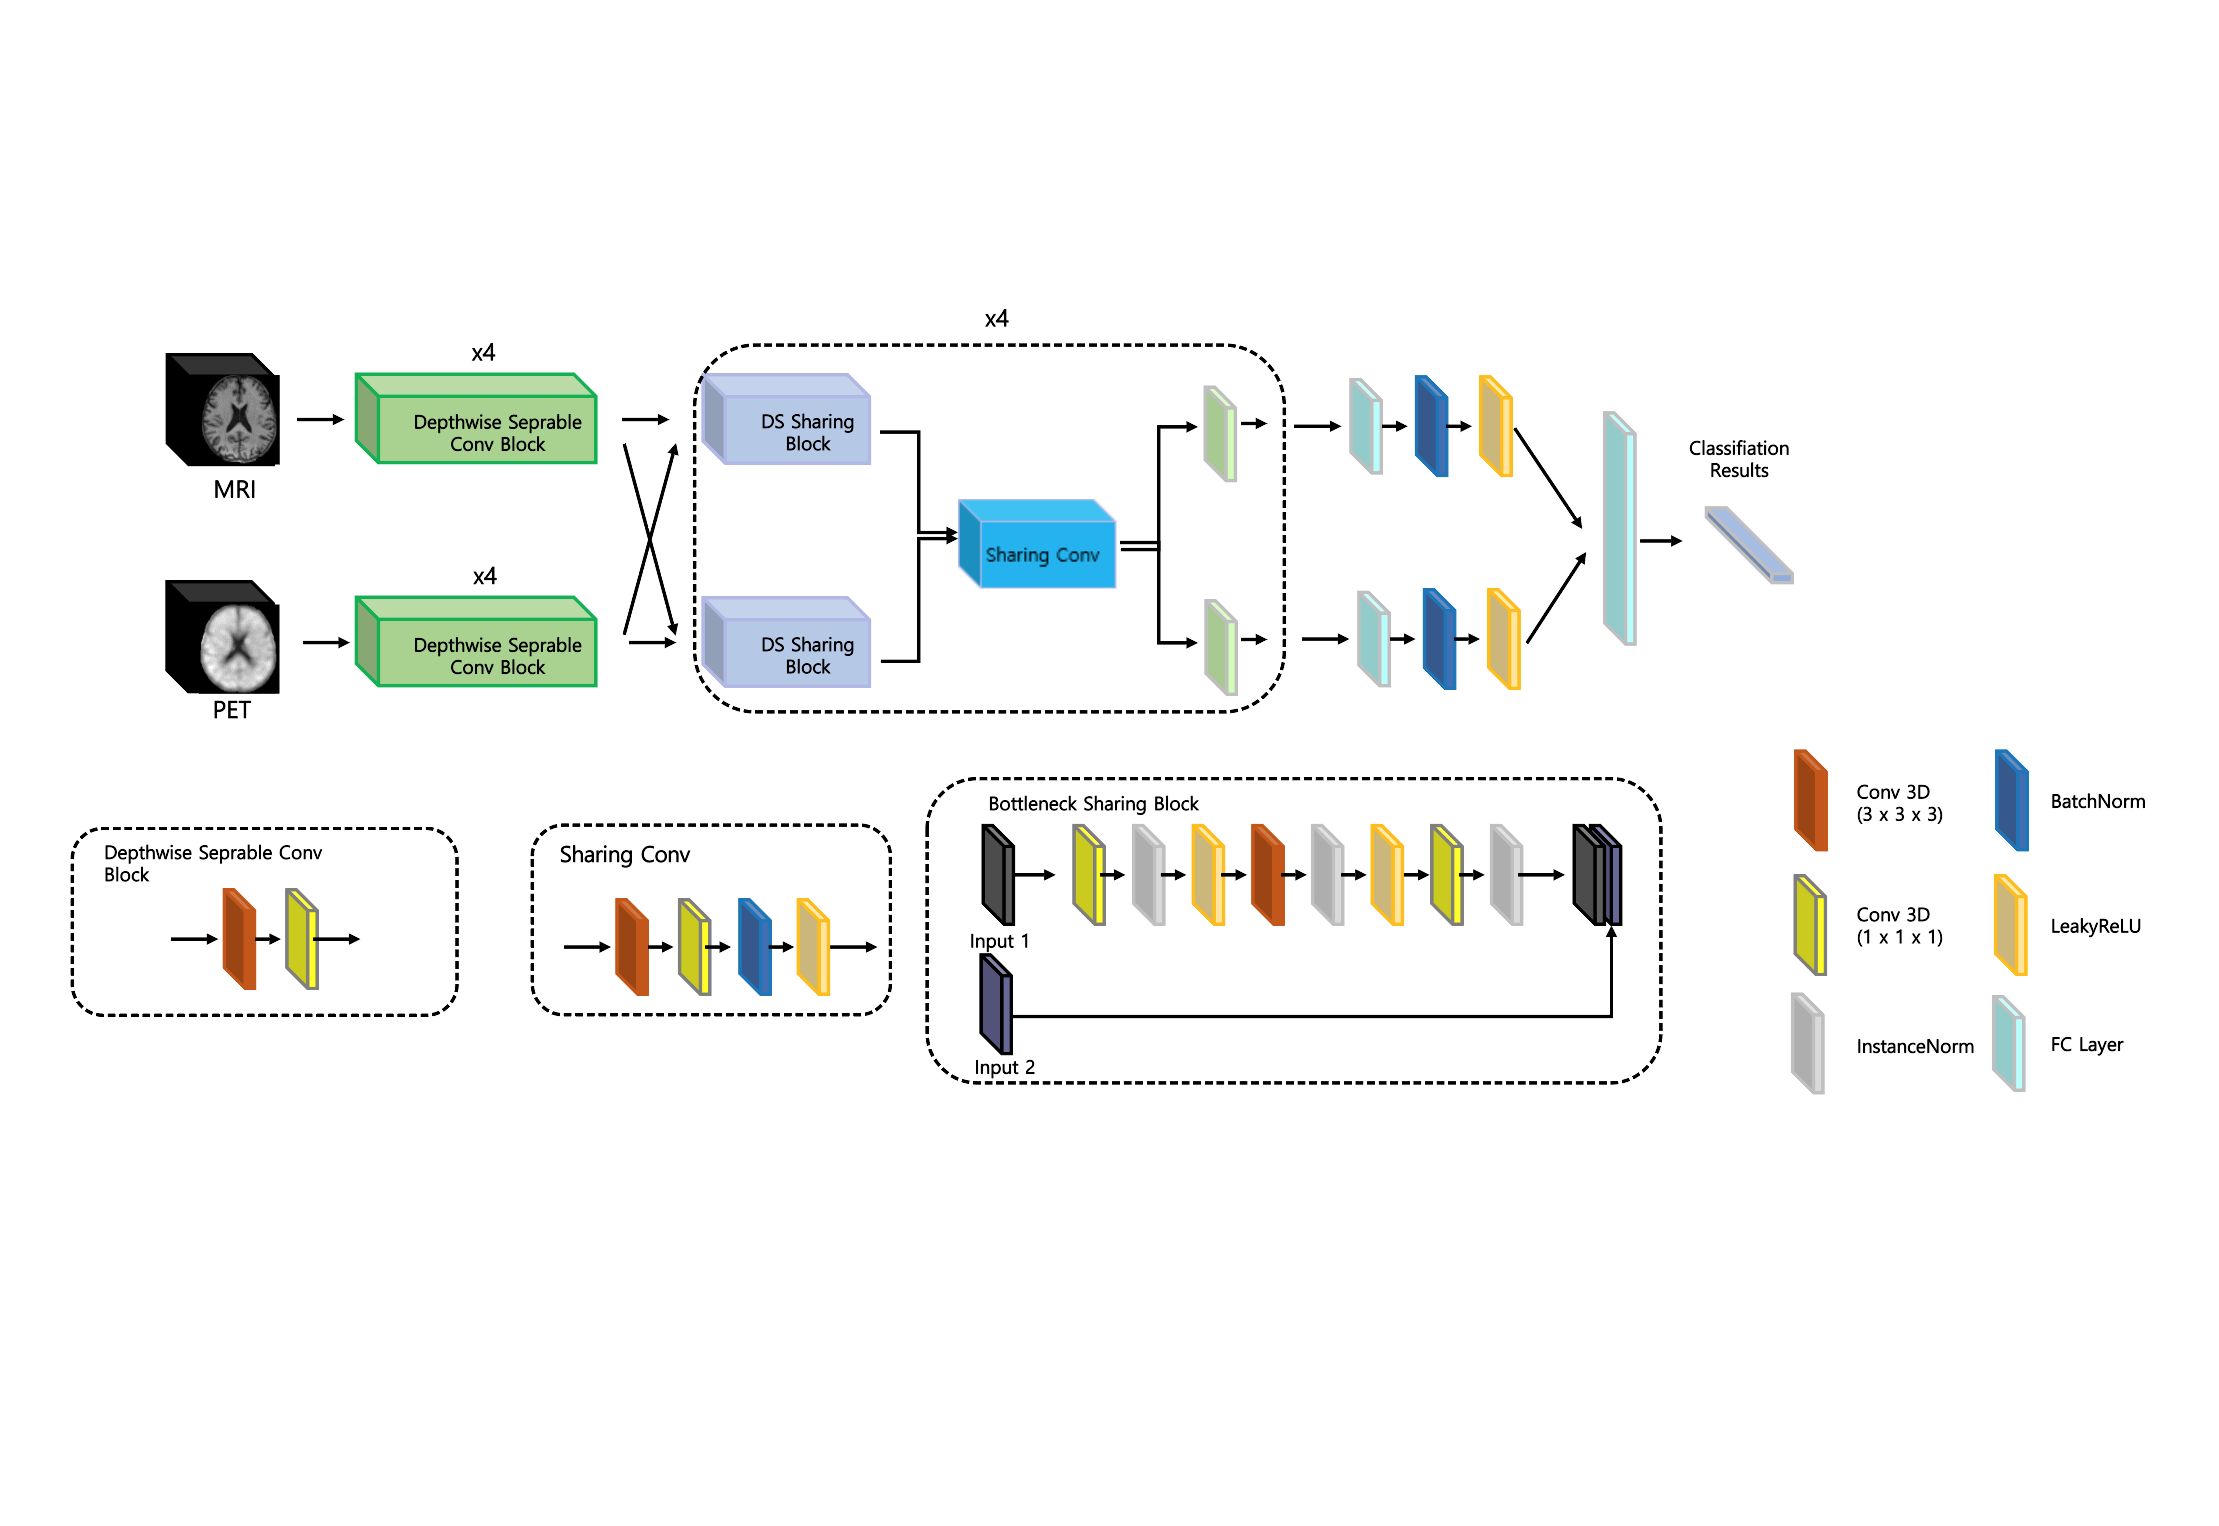 x4
x4
Depthwise Seprable
Conv Block
DS Sharing
Block
MRI
Sharing Conv
Classifiation
Results
x4
Depthwise Seprable
Conv Block
DS Sharing
Block
PET
Depthwise Seprable Conv
Block
Sharing Conv
Bottleneck Sharing Block
Input 1
Input 2
Conv 3D
(3 x 3 x 3)
BatchNorm
Conv 3D
(1 x 1 x 1)
LeakyReLU
InstanceNorm
FC Layer